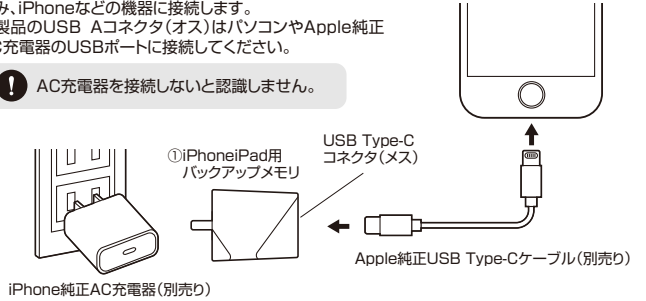 み、iPhoneなどの機器に接続します。
製品のUSB Aコネクタ(オス)はパソコンやApple純正
充電器のUSBポートに接続してください。
! AC充電器を接続しないと認識しません。
①iPhoneiPad用
バックアップメモリ
USB Type-C
コネクタ(メス)
Apple純正USB Type-Cケーブル(別売り)
iPhone純正AC充電器(別売り)